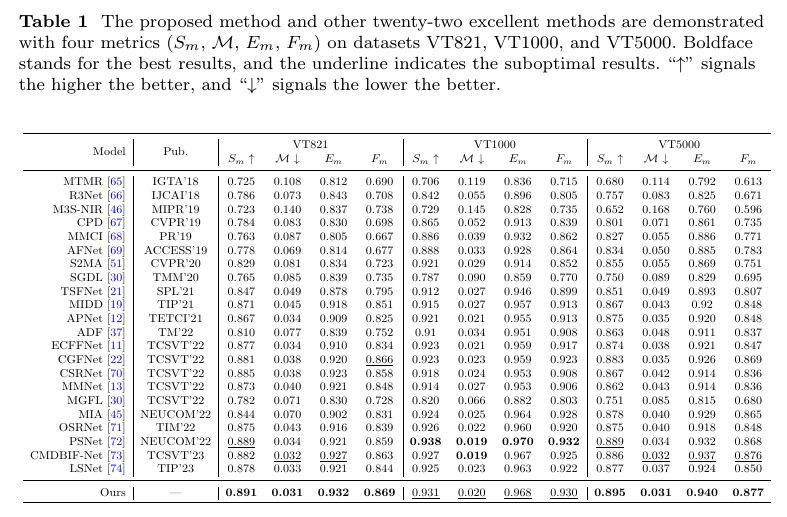 Table 1 The proposed method and other twenty-two excellent methods are demonstrated
with four metrics (Sm, M, Em, Fm) on datasets VT821, VT1000, and VT5000. Boldface
stands for the best results, and the underline indicates the suboptimal results. “↑” signals
the higher the better, and “↓” signals the lower the better.
Model Pub. VT821 VT1000 VT5000
Sm ↑ M ↓ Em Fm Sm ↑ M ↓ Em Fm Sm ↑ M ↓ Em Fm
MTMR [65] IGTA'18 0.725 0.108 0.812 0.690 0.706 0.119 0.836 0.715 0.680 0.114 0.792 0.613
R3Net [66] IJCAI'18 0.786 0.073 0.843 0.708 0.842 0.055 0.896 0.805 0.757 0.083 0.825 0.671
M3S-NIR [46] MIPR'19 0.723 0.140 0.837 0.738 0.729 0.145 0.828 0.735 0.652 0.168 0.760 0.596
CPD [67] CVPR'19 0.784 0.083 0.830 0.698 0.865 0.052 0.913 0.839 0.801 0.071 0.861 0.735
MMCI [68] PR'19 0.763 0.087 0.805 0.667 0.886 0.039 0.932 0.862 0.827 0.055 0.886 0.771
AFNet [69] ACCESS'19 0.778 0.069 0.814 0.677 0.888 0.033 0.928 0.864 0.834 0.050 0.885 0.783
S2MA [51] CVPR'20 0.829 0.081 0.834 0.723 0.921 0.029 0.914 0.852 0.855 0.055 0.869 0.751
SGDL [30] TMM'20 0.765 0.085 0.839 0.735 0.787 0.090 0.859 0.770 0.750 0.089 0.829 0.695
TSFNet [21] SPL'21 0.847 0.049 0.878 0.795 0.912 0.027 0.946 0.899 0.851 0.049 0.893 0.807
MIDD [19] TIP'21 0.871 0.045 0.918 0.851 0.915 0.027 0.957 0.913 0.867 0.043 0.92 0.848
APNet [12] TETCI'21 0.867 0.034 0.909 0.825 0.921 0.021 0.955 0.913 0.875 0.035 0.920 0.848
ADF [37] TM'22 0.810 0.077 0.839 0.752 0.91 0.034 0.951 0.908 0.863 0.048 0.911 0.837
ECFFNet [11] TCSVT'22 0.877 0.034 0.910 0.834 0.923 0.021 0.959 0.917 0.874 0.038 0.921 0.847
CGFNet [22] TCSVT'22 0.881 0.038 0.920 0.866 0.923 0.023 0.959 0.923 0.883 0.035 0.926 0.869
CSRNet [70] TCSVT'22 0.885 0.038 0.923 0.858 0.918 0.024 0.953 0.908 0.867 0.042 0.914 0.836
MMNet [13] TCSVT'22 0.873 0.040 0.921 0.848 0.914 0.027 0.953 0.906 0.862 0.043 0.914 0.836
MGFL [30] TCSVT'22 0.782 0.071 0.830 0.728 0.820 0.066 0.882 0.803 0.751 0.085 0.815 0.680
MIA [45] NEUCOM'22 0.844 0.070 0.902 0.831 0.924 0.025 0.964 0.928 0.878 0.040 0.929 0.865
OSRNet [71] TIM'22 0.875 0.043 0.916 0.839 0.926 0.022 0.960 0.920 0.875 0.040 0.918 0.848
PSNet [72] NEUCOM'22 0.889 0.034 0.921 0.859 0.938 0.019 0.970 0.932 0.889 0.034 0.932 0.868
CMDBIF-Net [73] TCSVT'23 0.882 0.032 0.927 0.863 0.927 0.019 0.967 0.925 0.886 0.032 0.937 0.876
LSNet [74] TIP'23 0.878 0.033 0.921 0.844 0.925 0.023 0.963 0.922 0.877 0.037 0.924 0.850
Ours — 0.891 0.031 0.932 0.869 0.931 0.020 0.968 0.930 0.895 0.031 0.940 0.877